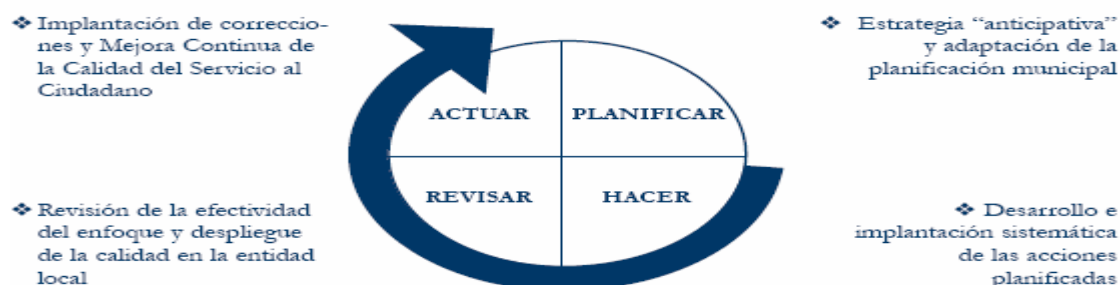 ❖ Implantación de correccio-
nes y Mejora Continua de
la Calidad del Servicio al
Ciudadano
❖ Estrategia “anticipativa”
y adaptación de la
planificación municipal
ACTUAR
PLANIFICAR
REVISAR
HACER
❖ Revisión de la efectividad
del enfoque y despliegue
de la calidad en la entidad
local
❖ Desarrollo e
implantación sistemática
de las acciones
planificadas